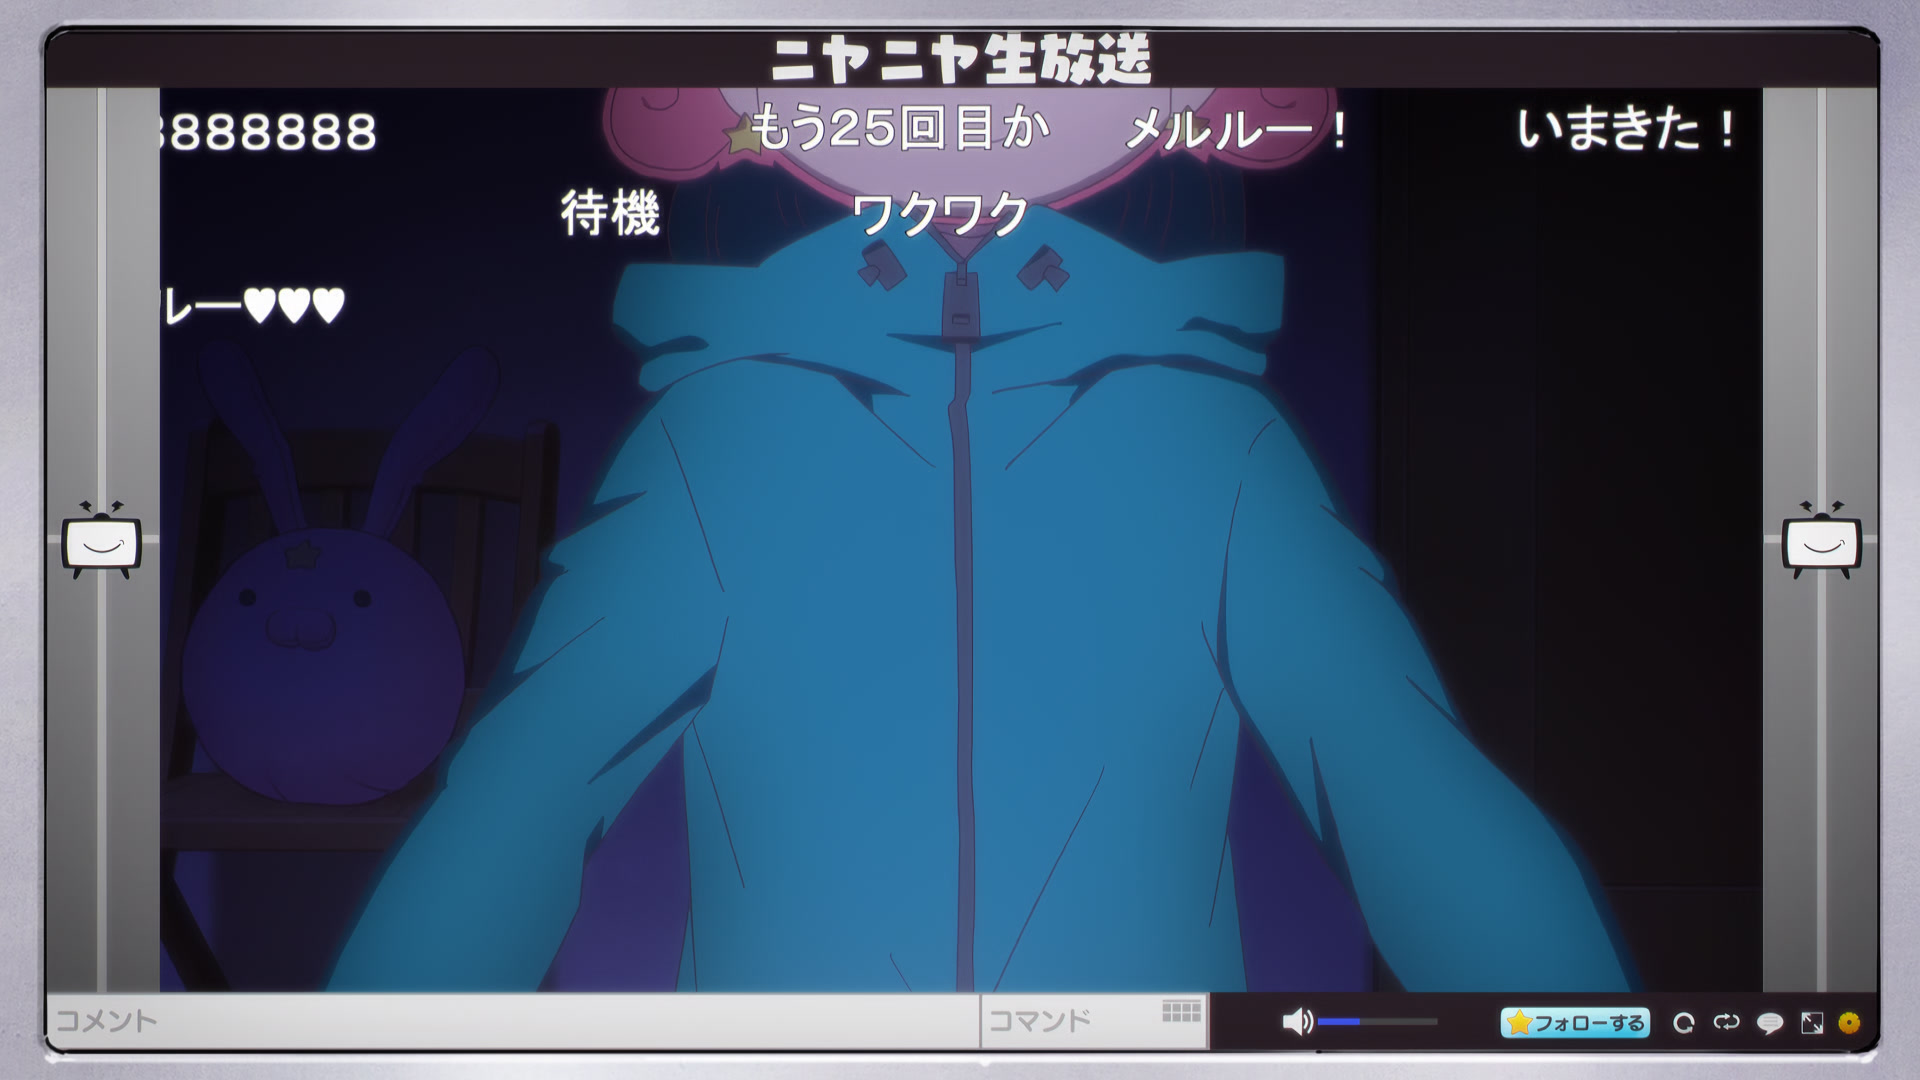 ニヤニヤ生放送
8888888
もう25回目か
メルルー！
いまきた！
待機
ワクワク
ルー♥♥♥
コメント
コマンド
フォローする